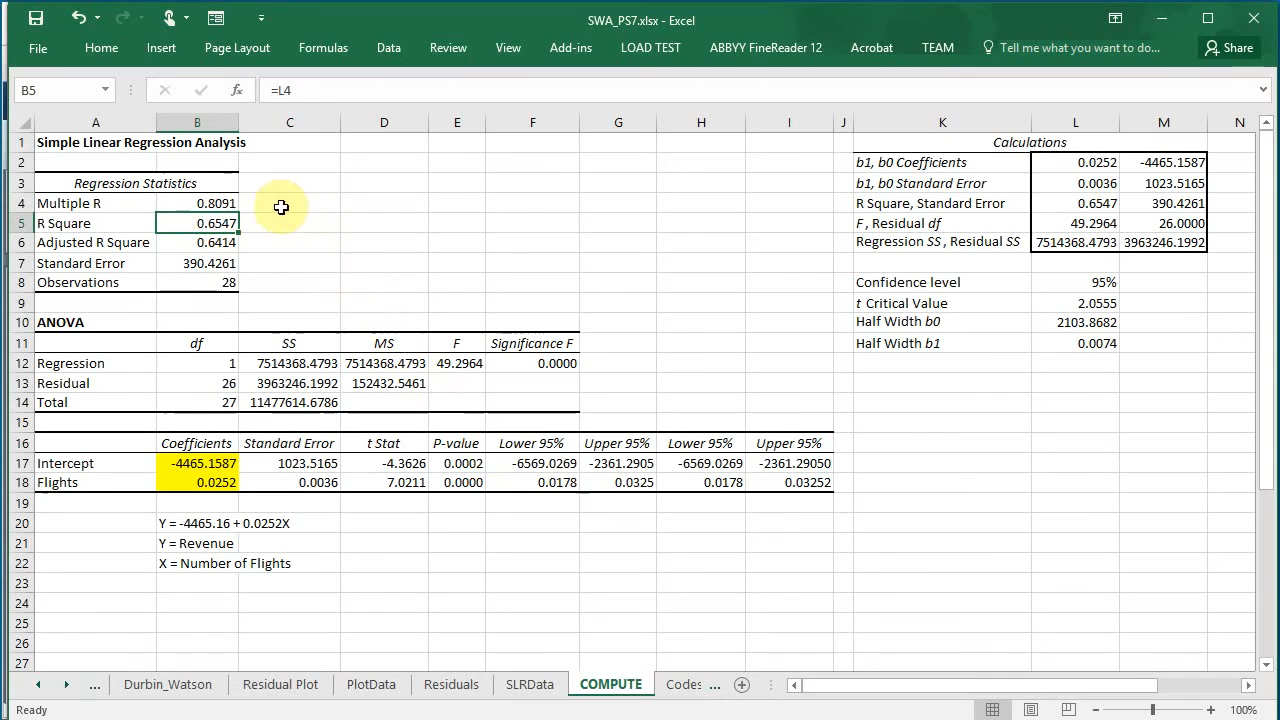 SWA_PS7.xlsx - Excel
File Home Insert Page Layout Formulas Data Review View Add-ins LOAD TEST ABBYY FineReader 12 Acrobat TEAM Tell me what you want to do... Share
B5 fx =L4
A B C D E F G H I J K L M N
1 Simple Linear Regression Analysis Calculations
2 b1, b0 Coefficients 0.0252 -4465.1587
3 Regression Statistics b1, b0 Standard Error 0.0036 1023.5165
4 Multiple R 0.8091 R Square, Standard Error 0.6547 390.4261
5 R Square 0.6547 F , Residual df 49.2964 26.0000
6 Adjusted R Square 0.6414 Regression SS , Residual SS 7514368.4793 3963246.1992
7 Standard Error 390.4261
8 Observations 28 Confidence level 95%
9 t Critical Value 2.0555
10 ANOVA Half Width b0 2103.8682
11 df SS MS F Significance F Half Width b1 0.0074
12 Regression 1 7514368.4793 7514368.4793 49.2964 0.0000
13 Residual 26 3963246.1992 152432.5461
14 Total 27 11477614.6786
15
16 Coefficients Standard Error t Stat P-value Lower 95% Upper 95% Lower 95% Upper 95%
17 Intercept -4465.1587 1023.5165 -4.3626 0.0002 -6569.0269 -2361.2905 -6569.0269 -2361.29050
18 Flights 0.0252 0.0036 7.0211 0.0000 0.0178 0.0325 0.0178 0.03252
19
20 Y = -4465.16 + 0.0252X
21 Y = Revenue
22 X = Number of Flights
23
24
25
26
27
... Durbin_Watson Residual Plot PlotData Residuals SLRData COMPUTE Codes ...
Ready 100%